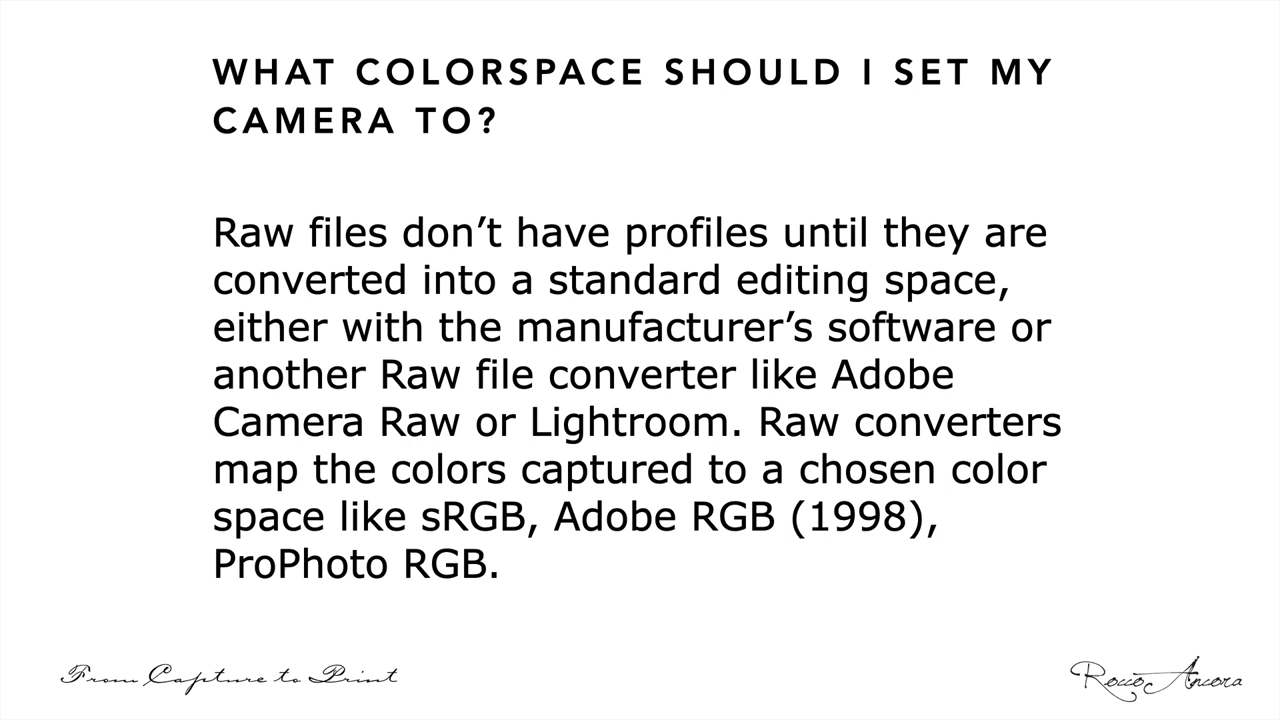 WHAT COLORSPACE SHOULD I SET MY
CAMERA TO?
Raw files don’t have profiles until they are
converted into a standard editing space,
either with the manufacturer’s software or
another Raw file converter like Adobe
Camera Raw or Lightroom. Raw converters
map the colors captured to a chosen color
space like sRGB, Adobe RGB (1998),
ProPhoto RGB.
From Capture to Print
Rocco Ancora